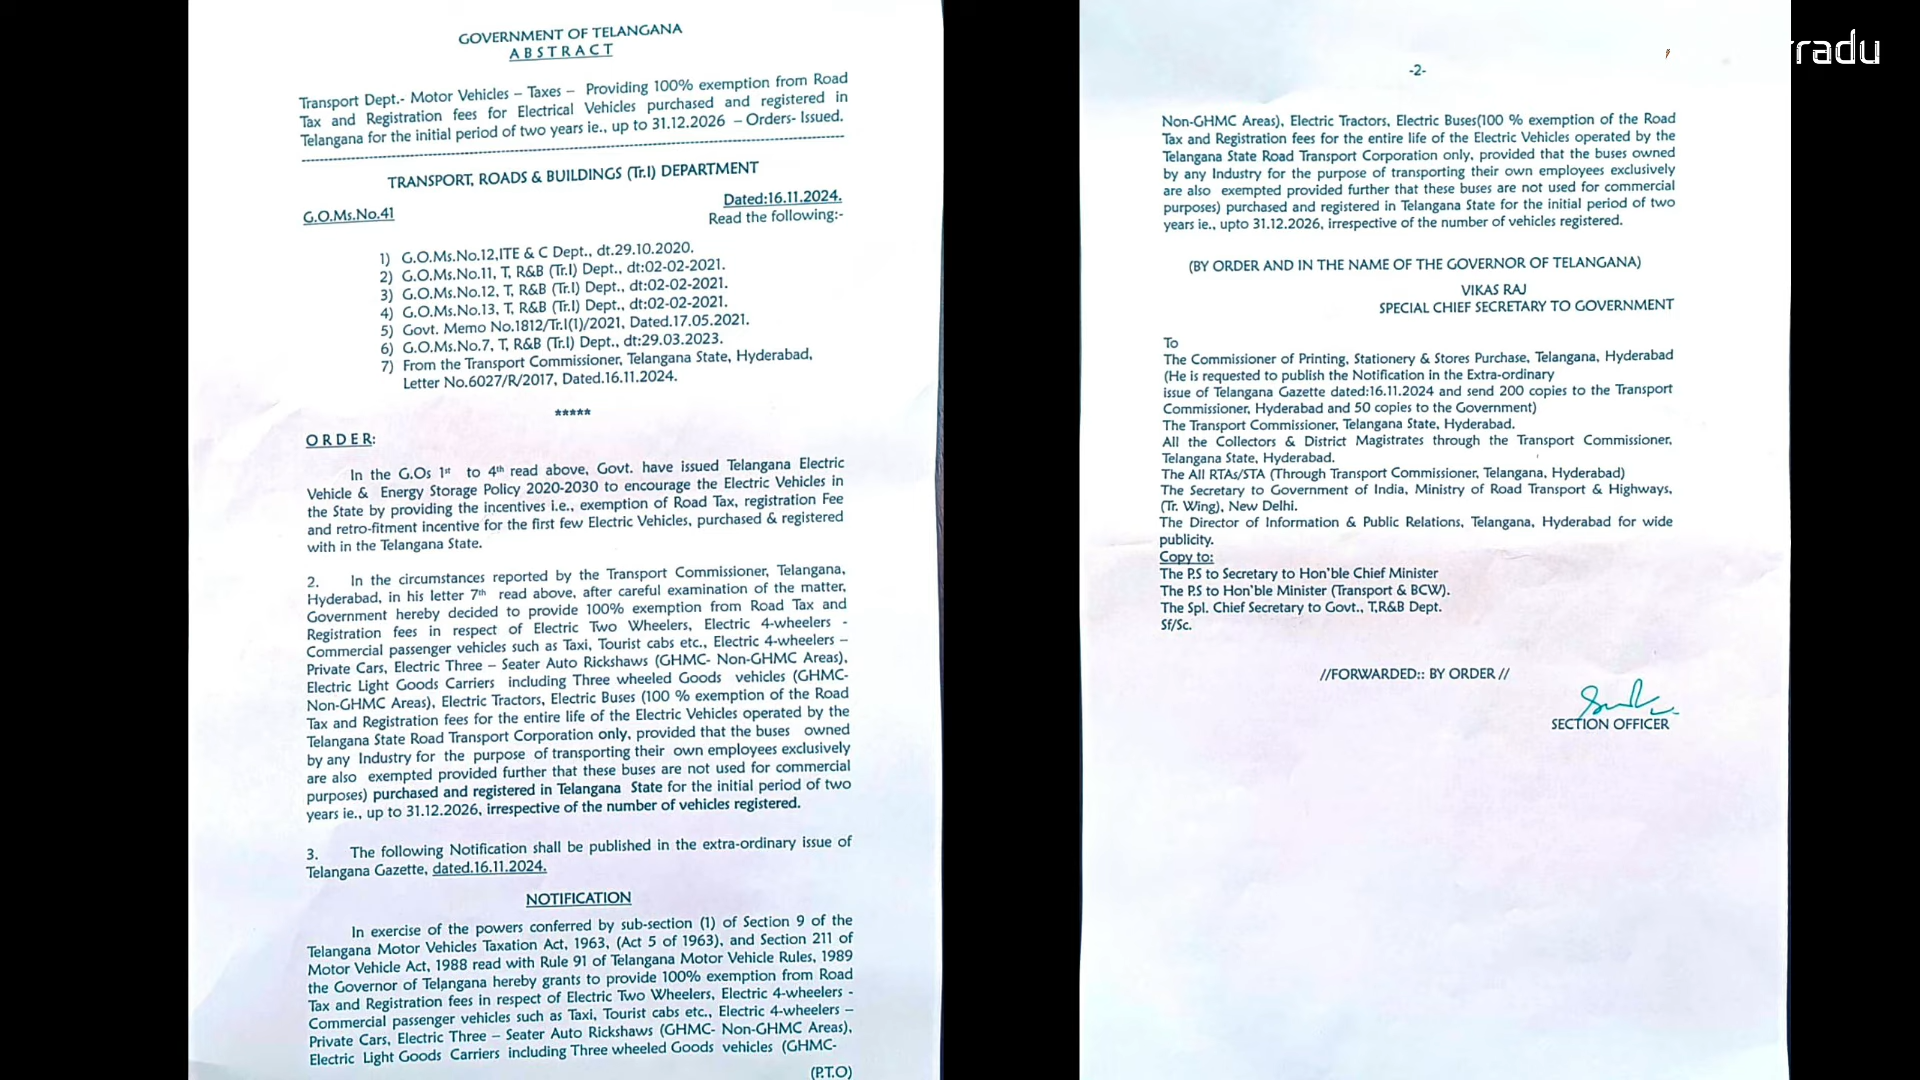 GOVERNMENT OF TELANGANA
A B S T R A C T
Transport Dept.- Motor Vehicles – Taxes – Providing 100% exemption from Road
Tax and Registration fees for Electrical Vehicles purchased and registered in
Telangana for the initial period of two years ie., up to 31.12.2026 – Orders- Issued.
TRANSPORT, ROADS & BUILDINGS (Tr.I) DEPARTMENT
G.O.Ms.No.41
Dated:16.11.2024.
Read the following:-
1) G.O.Ms.No.12,ITE & C Dept., dt.29.10.2020.
2) G.O.Ms.No.11, T, R&B (Tr.I) Dept., dt:02-02-2021.
3) G.O.Ms.No.12, T, R&B (Tr.I) Dept., dt:02-02-2021.
4) G.O.Ms.No.13, T, R&B (Tr.I) Dept., dt:02-02-2021.
5) Govt. Memo No.1812/Tr.I(1)/2021, Dated.17.05.2021.
6) G.O.Ms.No.7, T, R&B (Tr.I) Dept., dt:29.03.2023.
7) From the Transport Commissioner, Telangana State, Hyderabad,
Letter No.6027/R/2017, Dated.16.11.2024.
*****
O R D E R:
In the G.Os 1st to 4th read above, Govt. have issued Telangana Electric
Vehicle & Energy Storage Policy 2020-2030 to encourage the Electric Vehicles in
the State by providing the incentives i.e., exemption of Road Tax, registration Fee
and retro-fitment incentive for the first few Electric Vehicles, purchased & registered
with in the Telangana State.
2. In the circumstances reported by the Transport Commissioner, Telangana,
Hyderabad, in his letter 7th read above, after careful examination of the matter,
Government hereby decided to provide 100% exemption from Road Tax and
Registration fees in respect of Electric Two Wheelers, Electric 4-wheelers -
Commercial passenger vehicles such as Taxi, Tourist cabs etc., Electric 4-wheelers –
Private Cars, Electric Three – Seater Auto Rickshaws (GHMC- Non-GHMC Areas),
Electric Light Goods Carriers including Three wheeled Goods vehicles (GHMC-
Non-GHMC Areas), Electric Tractors, Electric Buses (100 % exemption of the Road
Tax and Registration fees for the entire life of the Electric Vehicles operated by the
Telangana State Road Transport Corporation only, provided that the buses owned
by any Industry for the purpose of transporting their own employees exclusively
are also exempted provided further that these buses are not used for commercial
purposes) purchased and registered in Telangana State for the initial period of two
years ie., up to 31.12.2026, irrespective of the number of vehicles registered.
3. The following Notification shall be published in the extra-ordinary issue of
Telangana Gazette, dated.16.11.2024.
NOTIFICATION
In exercise of the powers conferred by sub-section (1) of Section 9 of the
Telangana Motor Vehicles Taxation Act, 1963, (Act 5 of 1963), and Section 211 of
Motor Vehicle Act, 1988 read with Rule 91 of Telangana Motor Vehicle Rules, 1989
the Governor of Telangana hereby grants to provide 100% exemption from Road
Tax and Registration fees in respect of Electric Two Wheelers, Electric 4-wheelers -
Commercial passenger vehicles such as Taxi, Tourist cabs etc., Electric 4-wheelers –
Private Cars, Electric Three – Seater Auto Rickshaws (GHMC- Non-GHMC Areas),
Electric Light Goods Carriers including Three wheeled Goods vehicles (GHMC-
(P.T.O)
-2-
Non-GHMC Areas), Electric Tractors, Electric Buses(100 % exemption of the Road
Tax and Registration fees for the entire life of the Electric Vehicles operated by the
Telangana State Road Transport Corporation only, provided that the buses owned
by any Industry for the purpose of transporting their own employees exclusively
are also exempted provided further that these buses are not used for commercial
purposes) purchased and registered in Telangana State for the initial period of two
years ie., upto 31.12.2026, irrespective of the number of vehicles registered.
(BY ORDER AND IN THE NAME OF THE GOVERNOR OF TELANGANA)
VIKAS RAJ
SPECIAL CHIEF SECRETARY TO GOVERNMENT
To
The Commissioner of Printing, Stationery & Stores Purchase, Telangana, Hyderabad
(He is requested to publish the Notification in the Extra-ordinary
issue of Telangana Gazette dated:16.11.2024 and send 200 copies to the Transport
Commissioner, Hyderabad and 50 copies to the Government)
The Transport Commissioner, Telangana State, Hyderabad.
All the Collectors & District Magistrates through the Transport Commissioner,
Telangana State, Hyderabad.
The All RTAs/STA (Through Transport Commissioner, Telangana, Hyderabad)
The Secretary to Government of India, Ministry of Road Transport & Highways,
(Tr. Wing), New Delhi.
The Director of Information & Public Relations, Telangana, Hyderabad for wide
publicity.
Copy to:
The P.S to Secretary to Hon'ble Chief Minister
The P.S to Hon'ble Minister (Transport & BCW).
The Spl. Chief Secretary to Govt., T,R&B Dept.
Sf/Sc.
//FORWARDED:: BY ORDER //
SECTION OFFICER